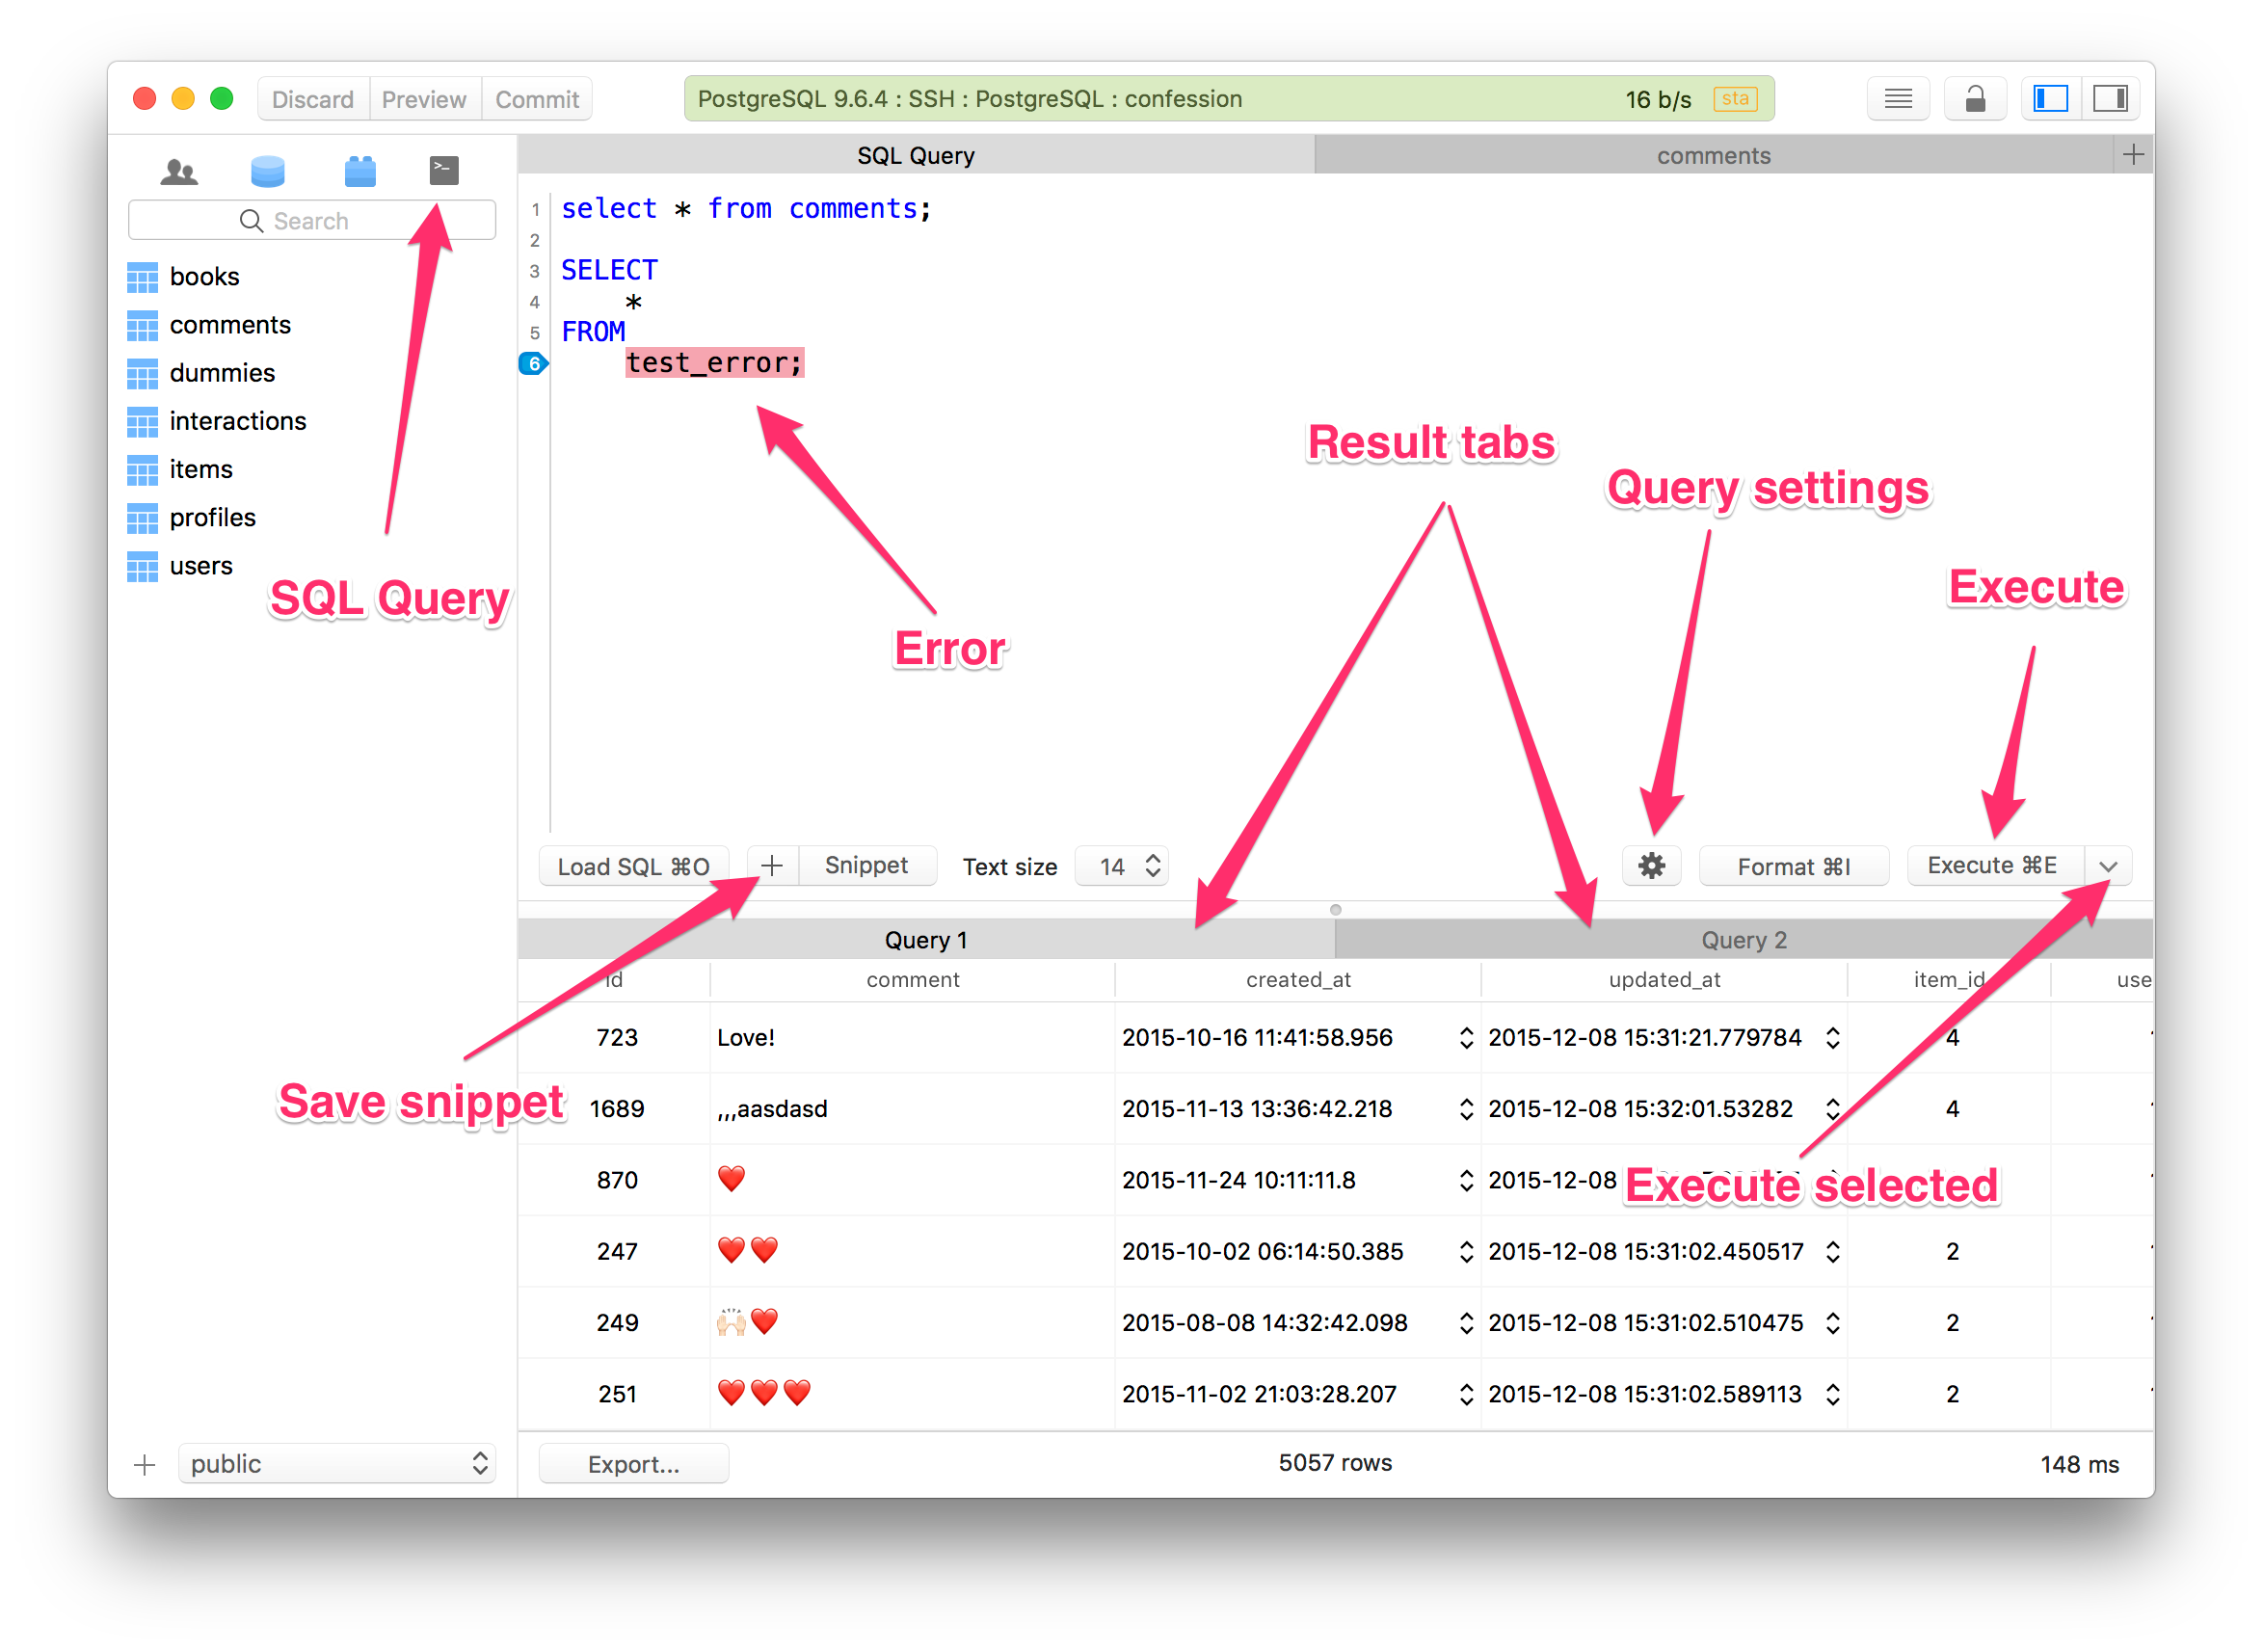 Discard Preview Commit
PostgreSQL 9.6.4 : SSH : PostgreSQL : confession 16 b/s sta
SQL Query comments
Search
books
comments
dummies
interactions
items
profiles
users
1 select * from comments;
2
3 SELECT
4 *
5 FROM
6 test_error;
SQL Query
Error
Result tabs
Query settings
Execute
Load SQL ⌘O Snippet Text size 14 Format ⌘I Execute ⌘E
Query 1 Query 2
id comment created_at updated_at item_id use
723 Love! 2015-10-16 11:41:58.956 2015-12-08 15:31:21.779784 4
Save snippet
1689 ,,,aasdasd 2015-11-13 13:36:42.218 2015-12-08 15:32:01.53282 4
870 ❤️ 2015-11-24 10:11:11.8 2015-12-08
Execute selected
247 ❤️❤️ 2015-10-02 06:14:50.385 2015-12-08 15:31:02.450517 2
249 🙌🏻❤️ 2015-08-08 14:32:42.098 2015-12-08 15:31:02.510475 2
251 ❤️❤️❤️ 2015-11-02 21:03:28.207 2015-12-08 15:31:02.589113 2
public Export... 5057 rows 148 ms